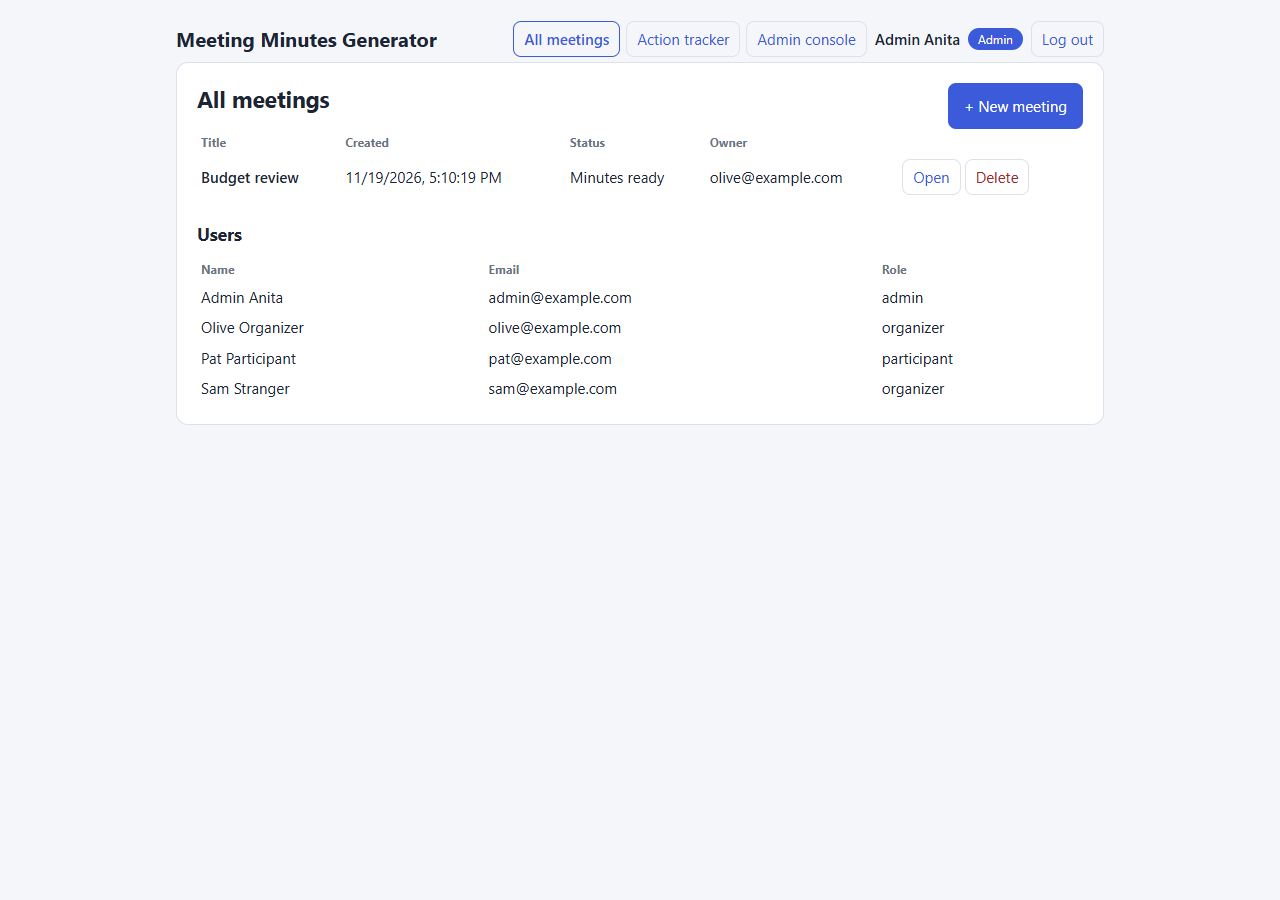 Meeting Minutes Generator All meetings Action tracker Admin console Admin Anita Admin Log out
All meetings + New meeting
Title Created Status Owner
Budget review 11/19/2026, 5:10:19 PM Minutes ready olive@example.com Open Delete
Users
Name Email Role
Admin Anita admin@example.com admin
Olive Organizer olive@example.com organizer
Pat Participant pat@example.com participant
Sam Stranger sam@example.com organizer